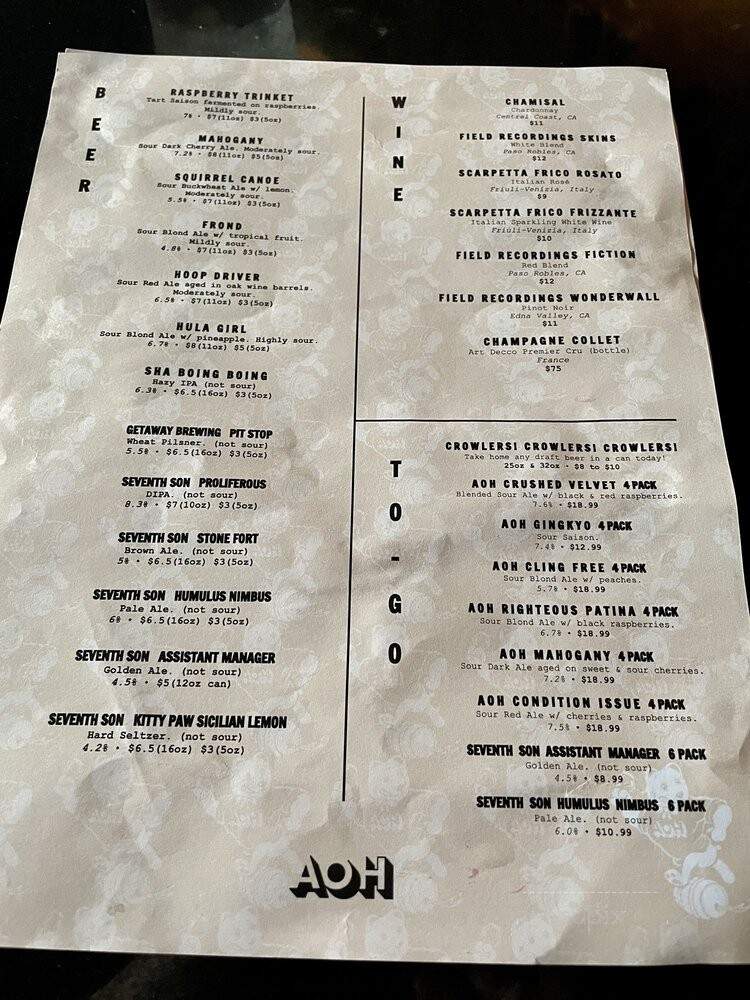 BEER
RASPBERRY TRINKET
Tart Saison fermented on raspberries.
Mildly sour.
7% • $7(11oz) $3(5oz)
MAHOGANY
Sour Dark Cherry Ale. Moderately sour.
7.2% • $8(11oz) $5(5oz)
SQUIRREL CANOE
Sour Buckwheat Ale w/ lemon.
Moderately sour.
5.5% • $7(11oz) $3(5oz)
FROND
Sour Blond Ale w/ tropical fruit.
Mildly sour.
4.8% • $7(11oz) $3(5oz)
HOOP DRIVER
Sour Red Ale aged in oak wine barrels.
Moderately sour.
6.5% • $7(11oz) $3(5oz)
HULA GIRL
Sour Blond Ale w/ pineapple. Highly sour.
6.7% • $8(11oz) $5(5oz)
SHA BOING BOING
Hazy IPA (not sour)
6.3% • $6.5(16oz) $3(5oz)
GETAWAY BREWING PIT STOP
Wheat Pilsner. (not sour)
5.5% • $6.5(16oz) $3(5oz)
SEVENTH SON PROLIFEROUS
DIPA. (not sour)
8.3% • $7(10oz) $3(5oz)
SEVENTH SON STONE FORT
Brown Ale. (not sour)
5% • $6.5(16oz) $3(5oz)
SEVENTH SON HUMULUS NIMBUS
Pale Ale. (not sour)
6% • $6.5(16oz) $3(5oz)
SEVENTH SON ASSISTANT MANAGER
Golden Ale. (not sour)
4.5% • $5(12oz can)
SEVENTH SON KITTY PAW SICILIAN LEMON
Hard Seltzer. (not sour)
4.2% • $6.5(16oz) $3(5oz)
WINE
CHAMISAL
Chardonnay
Central Coast, CA
$11
FIELD RECORDINGS SKINS
White Blend
Paso Robles, CA
$12
SCARPETTA FRICO ROSATO
Italian Rosé
Friuli-Venizia, Italy
$9
SCARPETTA FRICO FRIZZANTE
Italian Sparkling White Wine
Friuli-Venizia, Italy
$10
FIELD RECORDINGS FICTION
Red Blend
Paso Robles, CA
$12
FIELD RECORDINGS WONDERWALL
Pinot Noir
Edna Valley, CA
$11
CHAMPAGNE COLLET
Art Decco Premier Cru (bottle)
France
$75
TO-GO
CROWLERS! CROWLERS! CROWLERS!
Take home any draft beer in a can today!
25oz & 32oz • $8 to $10
AOH CRUSHED VELVET 4 PACK
Blended Sour Ale w/ black & red raspberries.
7.6% • $18.99
AOH GINGKYO 4 PACK
Sour Saison.
7.4% • $12.99
AOH CLING FREE 4 PACK
Sour Blond Ale w/ peaches.
5.7% • $18.99
AOH RIGHTEOUS PATINA 4 PACK
Sour Blond Ale w/ black raspberries.
6.7% • $18.99
AOH MAHOGANY 4 PACK
Sour Dark Ale aged on sweet & sour cherries.
7.2% • $18.99
AOH CONDITION ISSUE 4 PACK
Sour Red Ale w/ cherries & raspberries.
7.5% • $18.99
SEVENTH SON ASSISTANT MANAGER 6 PACK
Golden Ale. (not sour)
4.5% • $8.99
SEVENTH SON HUMULUS NIMBUS 6 PACK
Pale Ale. (not sour)
6.0% • $10.99
AOH